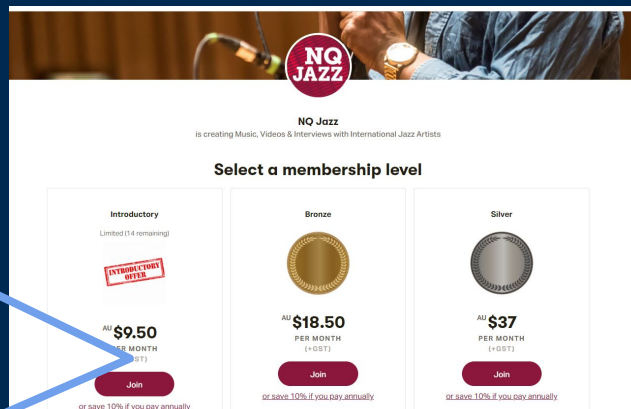 NQ
JAZZ
NQ Jazz
is creating Music, Videos & Interviews with International Jazz Artists
Select a membership level
Introductory
Limited (14 remaining)
INTRODUCTORY
OFFER
AU $9.50
ER MONTH
ST)
Join
or save 10% if you pay annually
Bronze
AU $18.50
PER MONTH
(+GST)
Join
or save 10% if you pay annually
Silver
AU $37
PER MONTH
(+GST)
Join
or save 10% if you pay annually